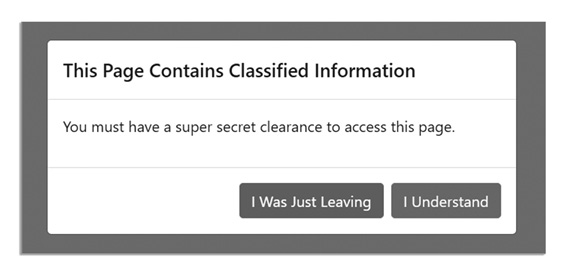 This Page Contains Classified Information
You must have a super secret clearance to access this page.
I Was Just Leaving
I Understand